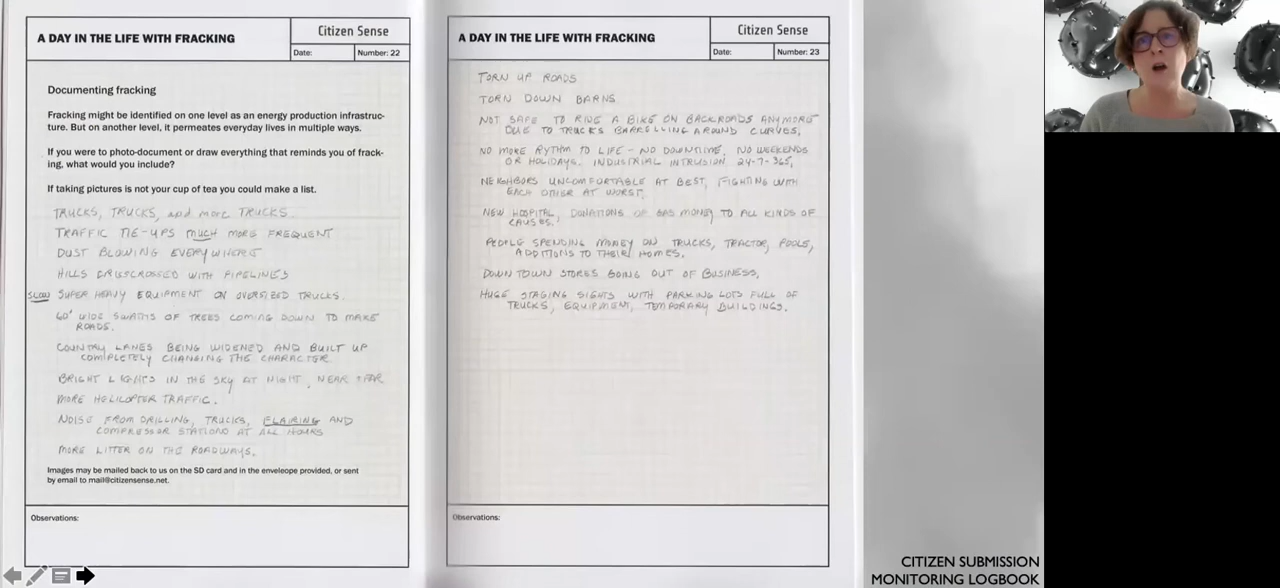 A DAY IN THE LIFE WITH FRACKING
Citizen Sense
Date:
Number: 22
Documenting fracking
Fracking might be identified on one level as an energy production infrastruc-
ture. But on another level, it permeates everyday lives in multiple ways.
If you were to photo-document or draw everything that reminds you of frack-
ing, what would you include?
If taking pictures is not your cup of tea you could make a list.
TRUCKS, TRUCKS, and more TRUCKS.
TRAFFIC TIE-UPS much MORE FREQUENT
DUST BLOWING EVERYWHERE
HILLS CRISSCROSSED WITH PIPELINES
SLOW SUPER HEAVY EQUIPMENT ON OVERSIZED TRUCKS.
60' WIDE SWATHS OF TREES COMING DOWN TO MAKE
ROADS.
COUNTRY LANES BEING WIDENED AND BUILT UP
COMPLETELY CHANGING THE CHARACTER
BRIGHT LIGHTS IN THE SKY AT NIGHT, NEAR + FAR
MORE HELICOPTER TRAFFIC.
NOISE FROM DRILLING, TRUCKS, FLAIRING AND
COMPRESSOR STATIONS AT ALL HOURS
MORE LITTER ON THE ROADWAYS.
Images may be mailed back to us on the SD card and in the enveleope provided, or sent
by email to mail@citizensense.net.
Observations:
A DAY IN THE LIFE WITH FRACKING
Citizen Sense
Date:
Number: 23
TORN UP ROADS
TORN DOWN BARNS
NOT SAFE TO RIDE A BIKE ON BACKROADS ANYMORE
DUE TO TRUCKS BARRELLING AROUND CURVES.
NO MORE RYTHM TO LIFE - NO DOWNTIME, NO WEEKENDS
OR HOLIDAYS. INDUSTRIAL INTRUSION 24-7-365.
NEIGHBORS UNCOMFORTABLE AT BEST, FIGHTING WITH
EACH OTHER AT WORST.
NEW HOSPITAL, DONATIONS OF GAS MONEY TO ALL KINDS OF
CAUSES.
PEOPLE SPENDING MONEY ON TRUCKS, TRACTOR, POOLS,
ADDITIONS TO THEIR HOMES.
DOWN TOWN STORES GOING OUT OF BUSINESS.
HUGE STAGING SIGHTS WITH PARKING LOTS FULL OF
TRUCKS, EQUIPMENT, TEMPORARY BUILDINGS.
Observations:
CITIZEN SUBMISSION
MONITORING LOGBOOK